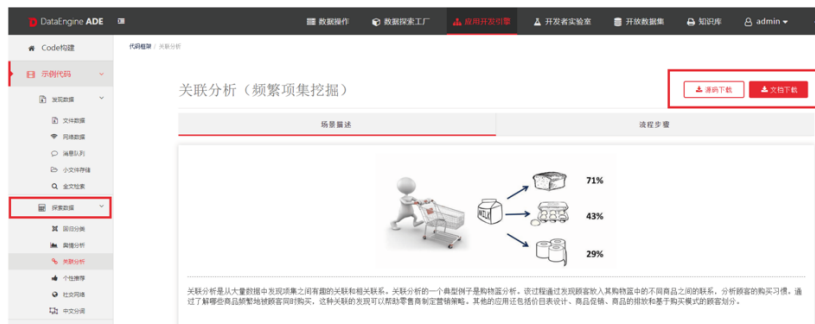 DataEngine ADE
数据操作
数据探索工厂
应用开发引擎
开发者实验室
开放数据集
知识库
admin
Code构建
代码框架 / 关联分析
示例代码
发现数据
文件数据
网络数据
消息队列
小文件存储
全文检索
探索数据
回归分类
舆情分析
关联分析
个性推荐
社交网络
中文分词
关联分析（频繁项集挖掘）
源码下载
文档下载
场景描述
流程步骤
MILK
71%
43%
29%
关联分析是从大量数据中发现项集之间有趣的关联和相关联系。关联分析的一个典型例子是购物篮分析。该过程通过发现顾客放入其购物篮中的不同商品之间的联系，分析顾客的购买习惯。通
过了解哪些商品频繁地被顾客同时购买，这种关联的发现可以帮助零售商制定营销策略。其他的应用还包括价目表设计、商品促销、商品的排放和基于购买模式的顾客划分。